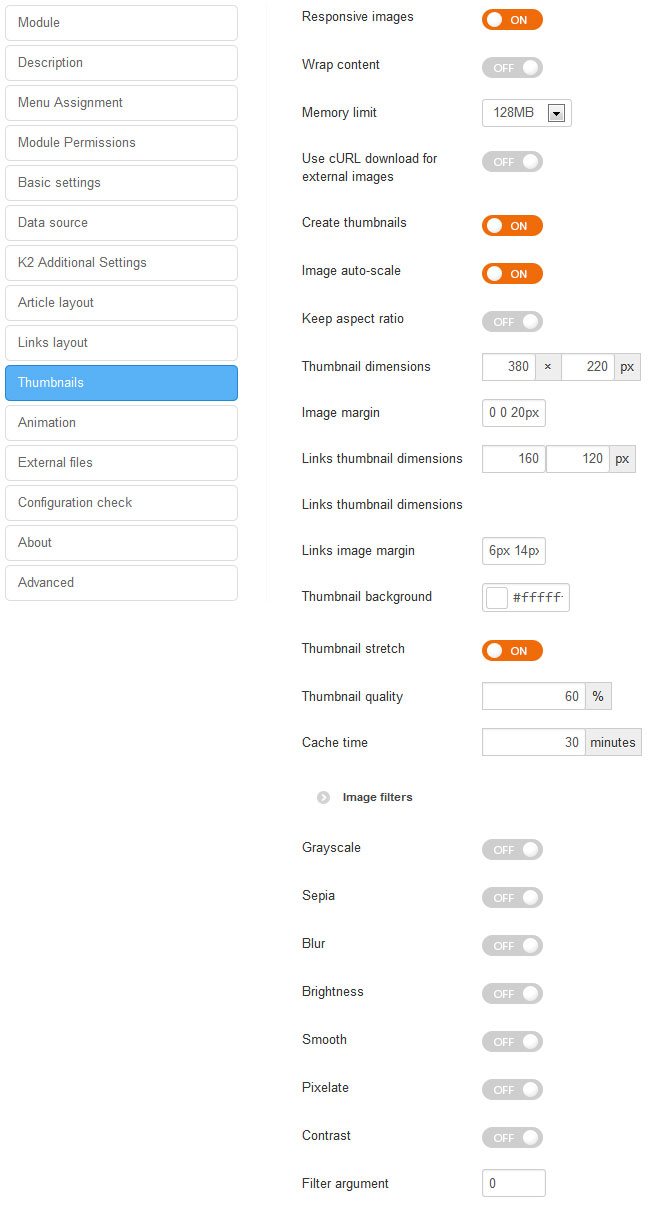 Module
Description
Menu Assignment
Module Permissions
Basic settings
Data source
K2 Additional Settings
Article layout
Links layout
Thumbnails
Animation
External files
Configuration check
About
Advanced
Responsive images ON
Wrap content OFF
Memory limit 128MB
Use cURL download for
external images OFF
Create thumbnails ON
Image auto-scale ON
Keep aspect ratio OFF
Thumbnail dimensions 380 × 220 px
Image margin 0 0 20px
Links thumbnail dimensions 160 120 px
Links thumbnail dimensions
Links image margin 6px 14px
Thumbnail background #fffff
Thumbnail stretch ON
Thumbnail quality 60 %
Cache time 30 minutes
Image filters
Grayscale OFF
Sepia OFF
Blur OFF
Brightness OFF
Smooth OFF
Pixelate OFF
Contrast OFF
Filter argument 0